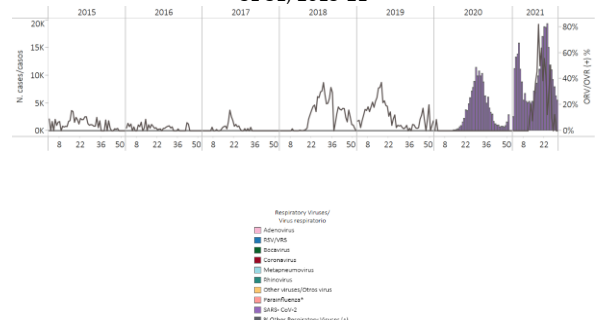 2015 2016 2017 2018 2019 2020 2021
20K 80%
15K 60%
10K 40%
5K 20%
0K 0%
N. cases/casos
ORV/OVR (+) %
8 22 36 50 8 22 36 50 8 22 36 50 8 22 36 50 8 22 36 50 8 22 36 50 8 22
Respiratory Viruses/
Virus respiratorio
Adenovirus
RSV/VRS
Bocavirus
Coronavirus
Metapneumovirus
Rhinovirus
Other viruses/Otros virus
Parainfluenza*
SARS- CoV-2
% Other Respiratory Viruses (+)